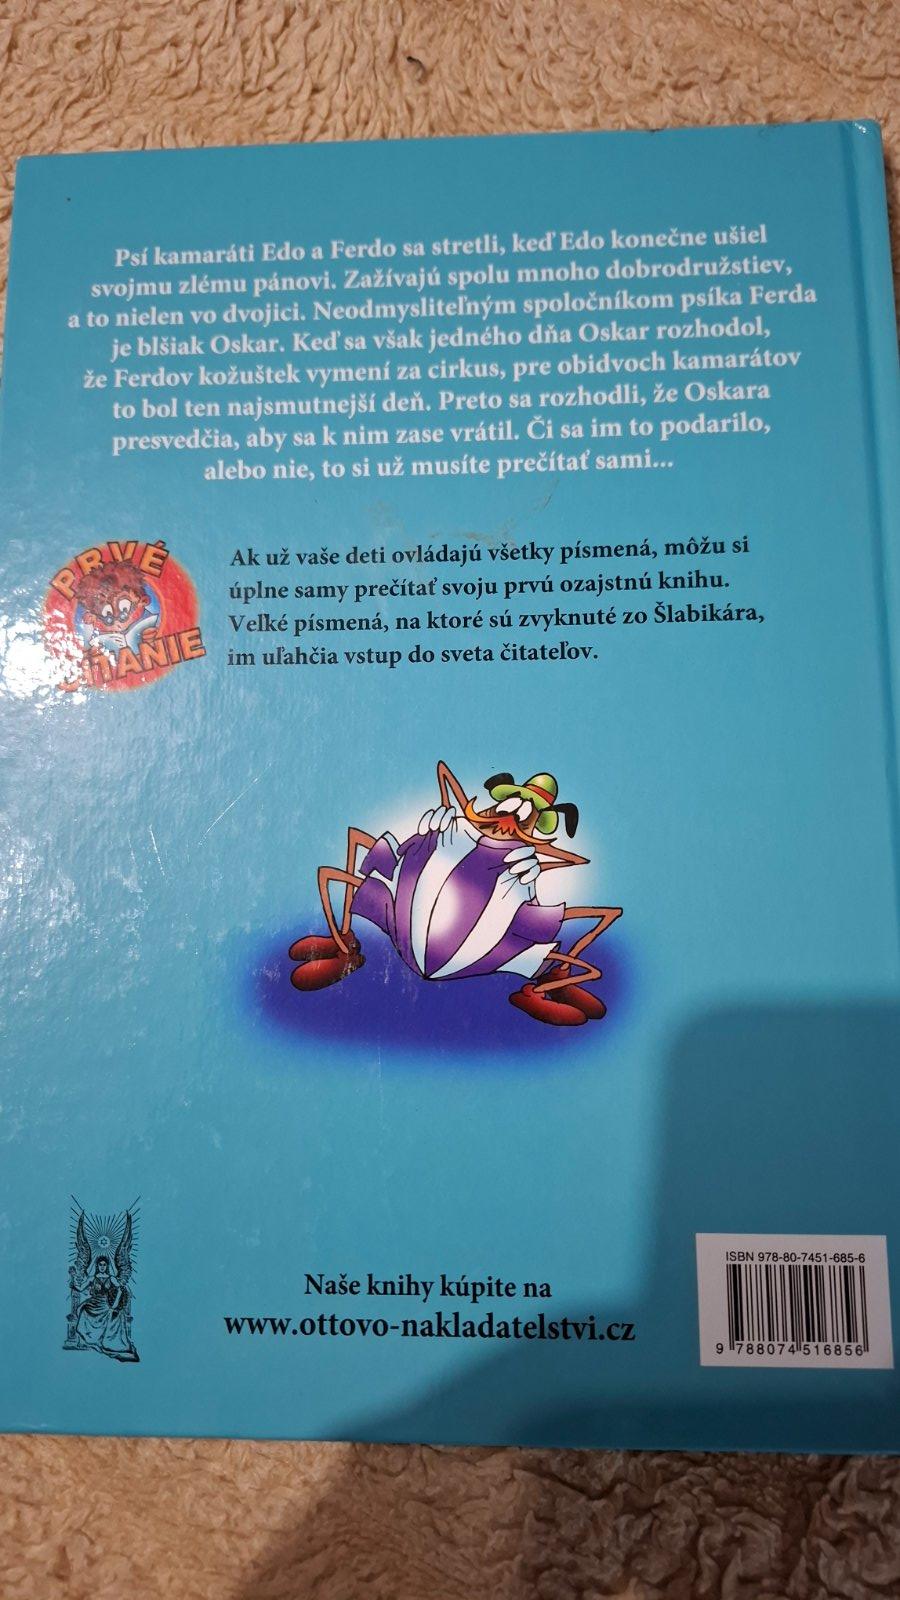 Psí kamaráti Edo a Ferdo sa stretli, keď Edo konečne ušiel
svojmu zlému pánovi. Zažívajú spolu mnoho dobrodružstiev,
a to nielen vo dvojici. Neodmysliteľným spoločníkom psíka Ferda
je blšiak Oskar. Keď sa však jedného dňa Oskar rozhodol,
že Ferdov kožuštek vymení za cirkus, pre obidvoch kamarátov
to bol ten najsmutnejší deň. Preto sa rozhodli, že Oskara
presvedčia, aby sa k nim zase vrátil. Či sa im to podarilo,
alebo nie, to si už musíte prečítať sami...
PRVÉ
ČÍTANIE
Ak už vaše deti ovládajú všetky písmená, môžu si
úplne samy prečítať svoju prvú ozajstnú knihu.
Veľké písmená, na ktoré sú zvyknuté zo Šlabikára,
im uľahčia vstup do sveta čitateľov.
Naše knihy kúpite na
www.ottovo-nakladatelstvi.cz
ISBN 978-80-7451-685-6
9 788074 516856